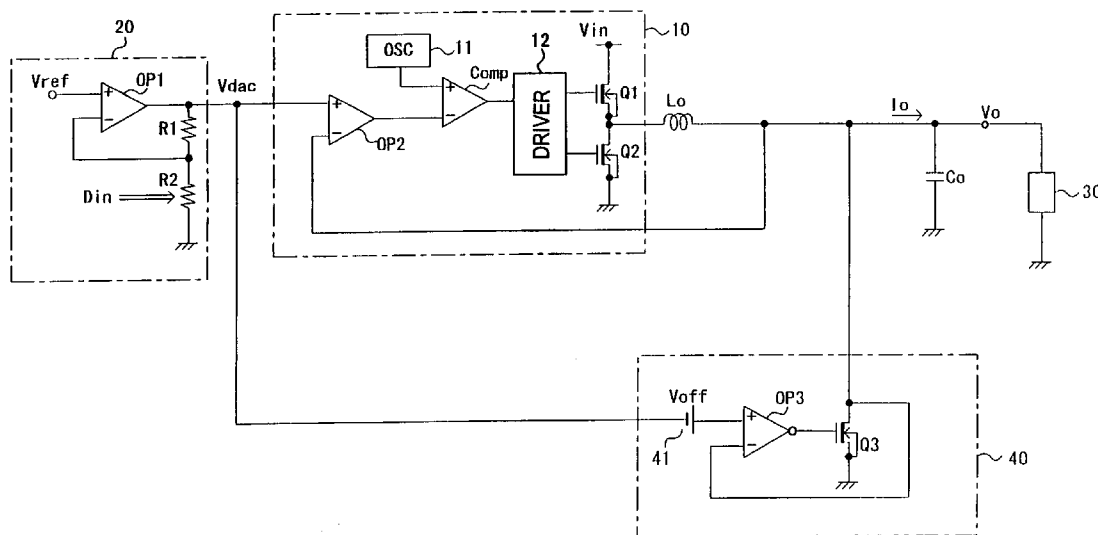 20
Vref
OP1
R1
R2
Din
Vdac
10
OSC
11
Comp
12
DRIVER
OP2
Vin
Q1
Q2
Lo
Io
Vo
Co
30
40
41
Voff
OP3
Q3